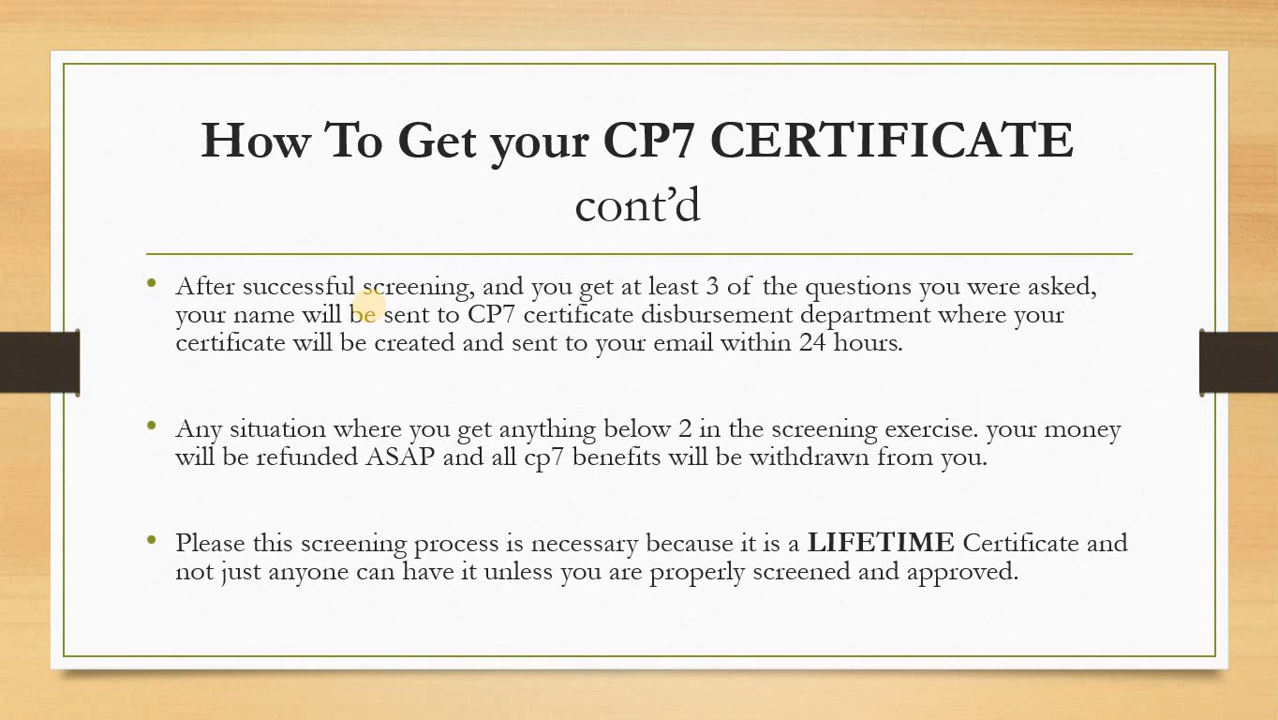 How To Get your CP7 CERTIFICATE
cont’d
• After successful screening, and you get at least 3 of the questions you were asked,
your name will be sent to CP7 certificate disbursement department where your
certificate will be created and sent to your email within 24 hours.
• Any situation where you get anything below 2 in the screening exercise. your money
will be refunded ASAP and all cp7 benefits will be withdrawn from you.
• Please this screening process is necessary because it is a LIFETIME Certificate and
not just anyone can have it unless you are properly screened and approved.